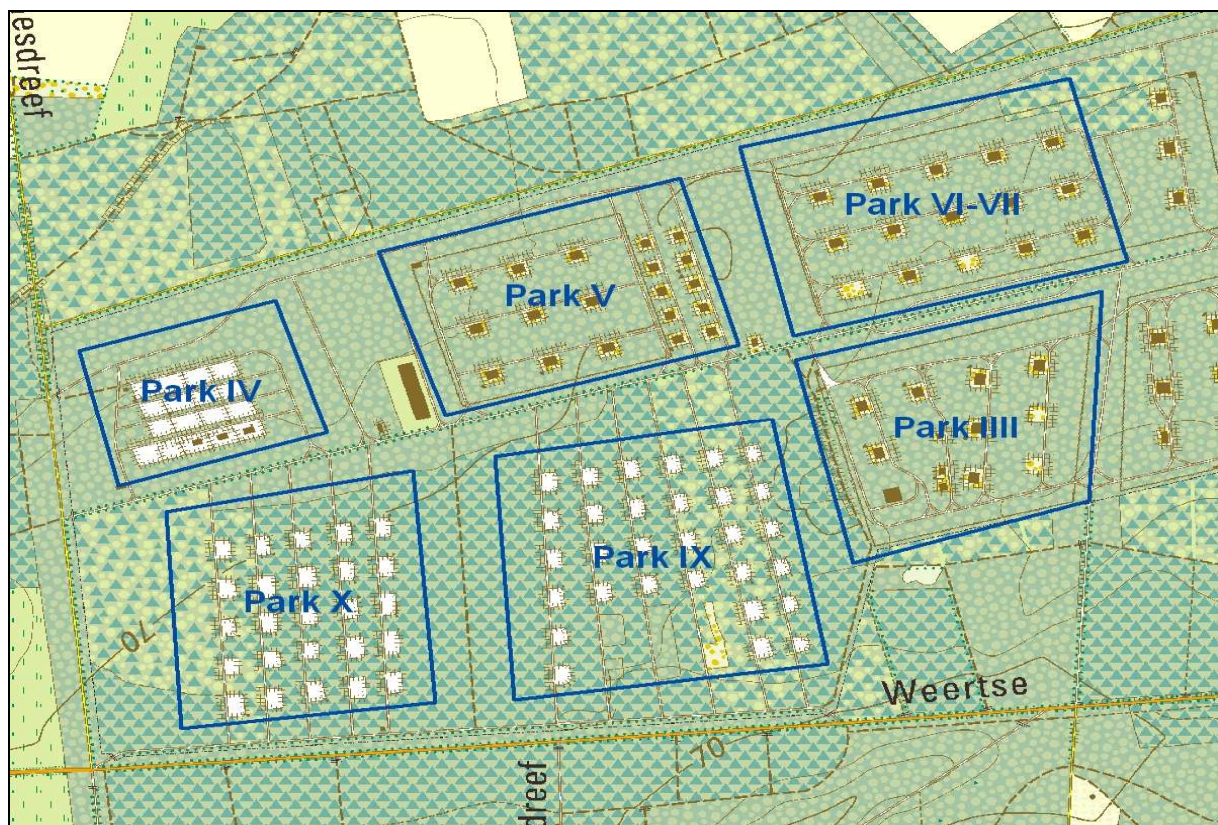 esdreef
Park VI-VII
Park V
Park IV
Park IIII
Park IX
Park X
70
Weertse
70
dreef